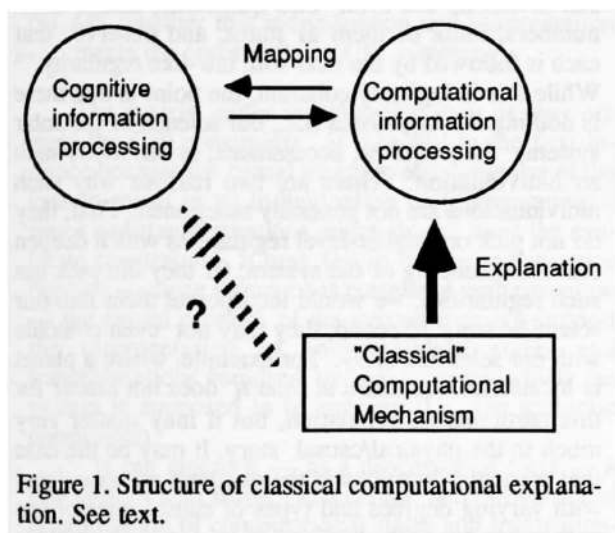 Mapping
Cognitive
information
processing
Computational
information
processing
Explanation
?
"Classical"
Computational
Mechanism
Figure 1. Structure of classical computational explana-
tion. See text.